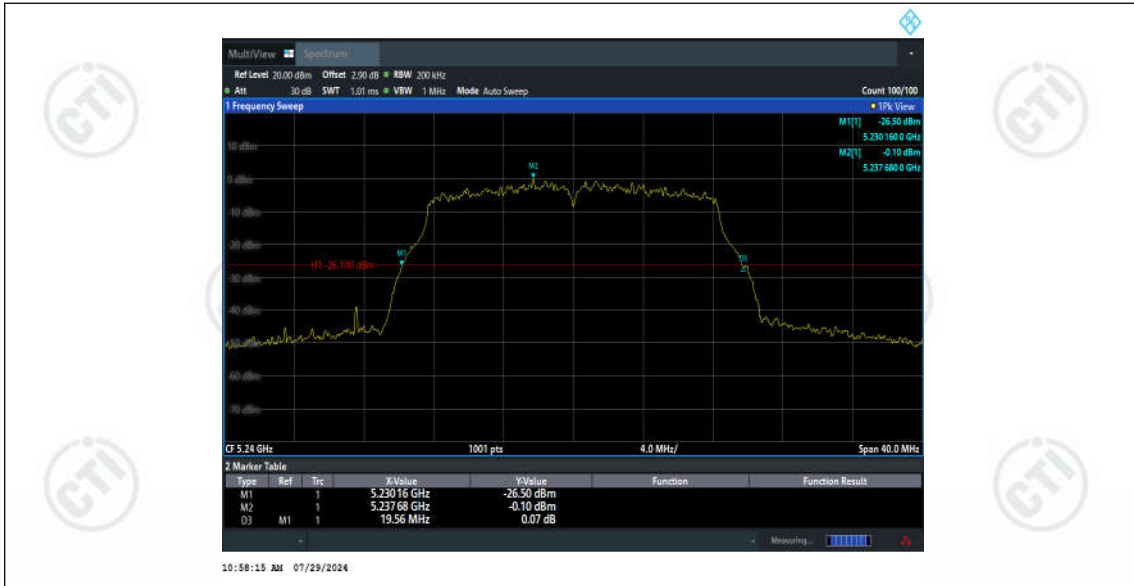 MultiView Spectrum
Ref Level 20.00 dBm Offset 2.90 dB RBW 200 kHz
Att 30 dB SWT 1.01 ms VBW 1 MHz Mode Auto Sweep Count 100/100
1 Frequency Sweep 1Pk View
M1[1] -26.50 dBm
5.230 160 0 GHz
10 dBm
M2[1] -0.10 dBm
5.237 680 0 GHz
M2
0 dBm
-10 dBm
-20 dBm
M1
D3
H1 -26.100 dBm
-30 dBm
-40 dBm
-50 dBm
-60 dBm
-70 dBm
CF 5.24 GHz 1001 pts 4.0 MHz/ Span 40.0 MHz
2 Marker Table
Type Ref Trc X-Value Y-Value Function Function Result
M1 1 5.23016 GHz -26.50 dBm
M2 1 5.23768 GHz -0.10 dBm
D3 M1 1 19.56 MHz 0.07 dB
Measuring...
10:58:15 AM 07/29/2024
CTI
CTI
CTI
CTI